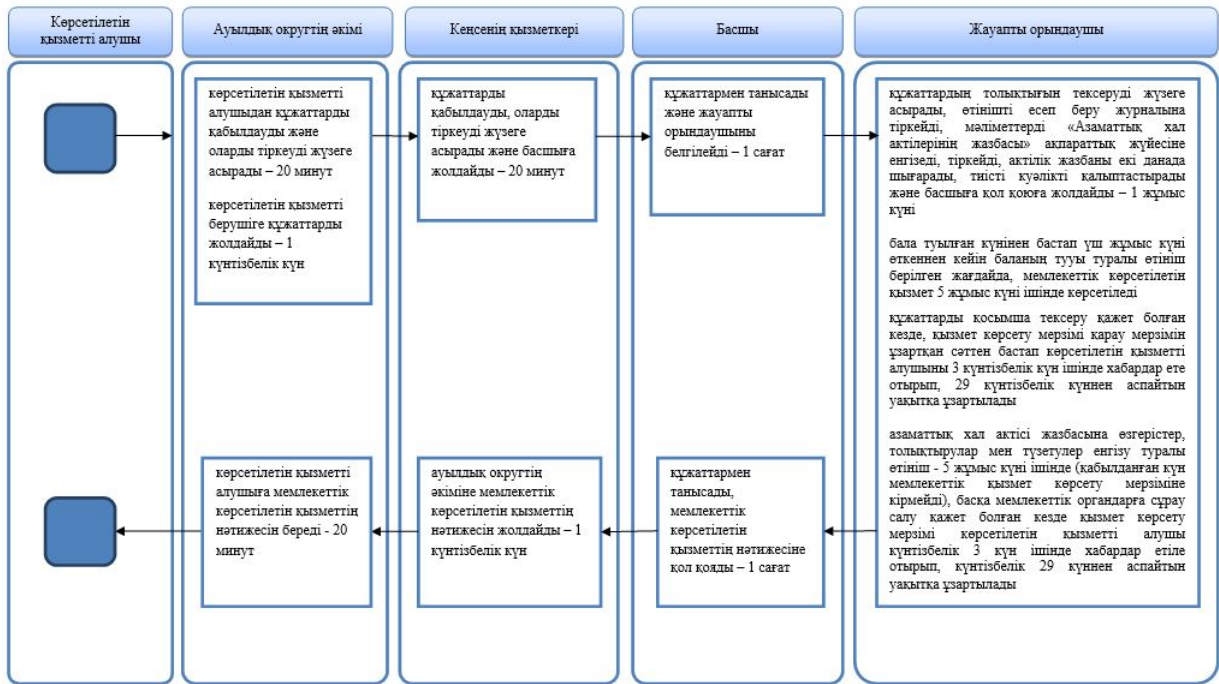 Көрсетілетін
қызметті алушы
Ауылдық округтің әкімі
Кеңсенің қызметкері
Басшы
Жауапты орындаушы
көрсетілетін қызметті
алушыдан құжаттарды
қабылдауды және
оларды тіркеуді жүзеге
асырады – 20 минут
көрсетілетін қызметті
берушіге құжаттарды
жолдайды – 1
күнтізбелік күн
құжаттарды
қабылдауды, оларды
тіркеуді жүзеге
асырады және басшыға
жолдайды – 20 минут
құжаттармен танысады
және жауапты
орындаушыны
белгілейді – 1 сағат
құжаттардың толықтығын тексеруді жүзеге
асырады, өтінішті есеп беру журналына
тіркейді, мәліметтерді «Азаматтық хал
актілерінің жазбасы» ақпараттық жүйесіне
енгізеді, тіркейді, актілік жазбаны екі данада
шығарады, тиісті куәлікті қалыптастырады
және басшыға қол қоюға жолдайды – 1 жұмыс
күні
бала туылған күнінен бастап үш жұмыс күні
өткеннен кейін баланың тууы туралы өтініш
берілген жағдайда, мемлекеттік көрсетілетін
қызмет 5 жұмыс күні ішінде көрсетіледі
құжаттарды қосымша тексеру қажет болған
кезде, қызмет көрсету мерзімі қарау мерзімін
ұзартқан сәттен бастап көрсетілетін қызметті
алушыны 3 күнтізбелік күн ішінде хабардар ете
отырып, 29 күнтізбелік күннен аспайтын
уақытқа ұзартылады
азаматтық хал актісі жазбасына өзгерістер,
толықтырулар мен түзетулер енгізу туралы
өтініш - 5 жұмыс күні ішінде (қабылданған күн
мемлекеттік қызмет көрсету мерзіміне
кірмейді), басқа мемлекеттік органдарға сұрау
салу қажет болған кезде қызмет көрсету
мерзімі көрсетілетін қызметті алушы
күнтізбелік 3 күн ішінде хабардар етіле
отырып, күнтізбелік 29 күннен аспайтын
уақытқа ұзартылады
көрсетілетін қызметті
алушыға мемлекеттік
көрсетілетін қызметтің
нәтижесін береді - 20
минут
ауылдық округтің
әкіміне мемлекеттік
көрсетілетін қызметтің
нәтижесін жолдайды – 1
күнтізбелік күн
құжаттармен
танысады,
мемлекеттік
көрсетілетін
қызметтің нәтижесіне
қол қояды – 1 сағат